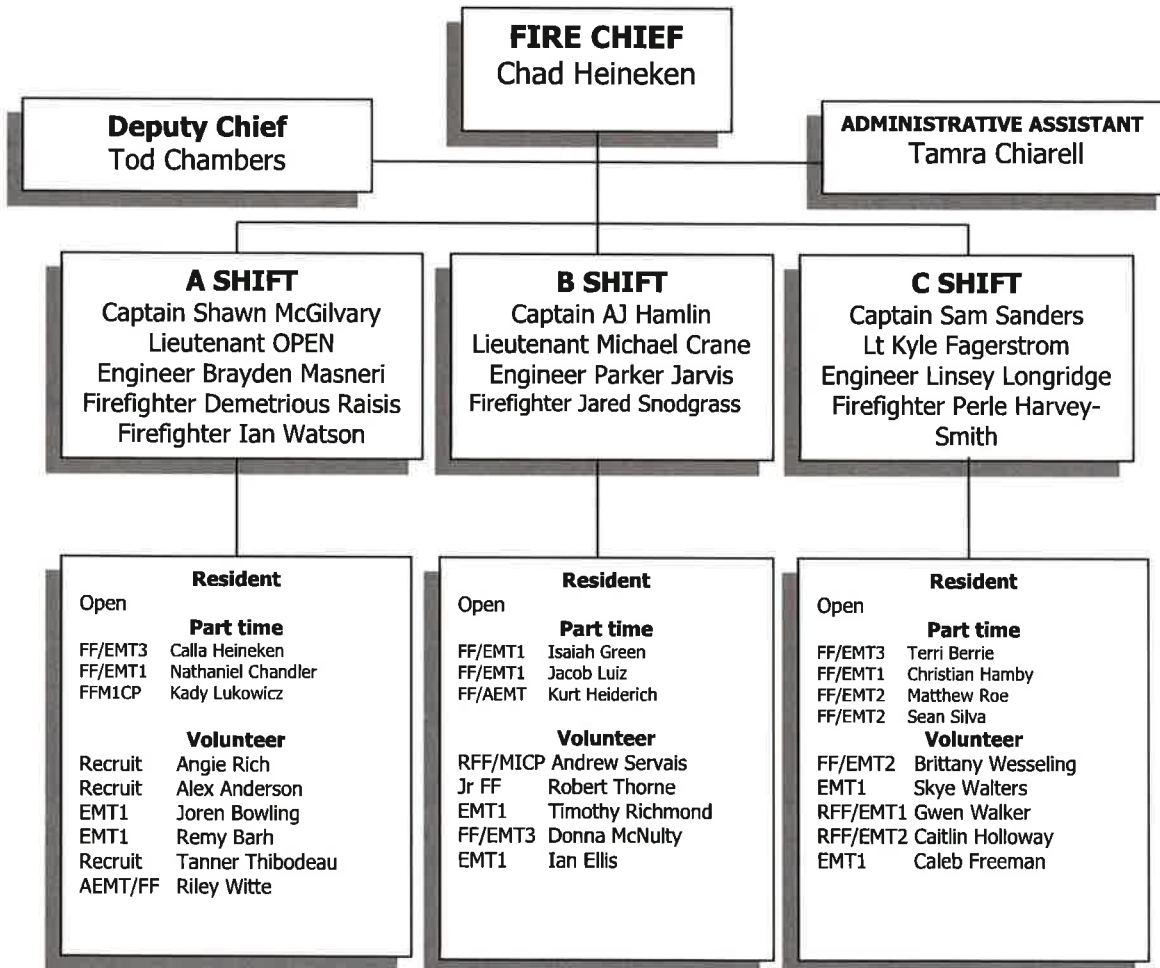 FIRE CHIEF
Chad Heineken
Deputy Chief
Tod Chambers
ADMINISTRATIVE ASSISTANT
Tamra Chiarell
A SHIFT
Captain Shawn McGilvary
Lieutenant OPEN
Engineer Brayden Masneri
Firefighter Demetrious Raisis
Firefighter Ian Watson
B SHIFT
Captain AJ Hamlin
Lieutenant Michael Crane
Engineer Parker Jarvis
Firefighter Jared Snodgrass
C SHIFT
Captain Sam Sanders
Lt Kyle Fagerstrom
Engineer Linsey Longridge
Firefighter Perle Harvey-
Smith
Resident
Open
Part time
FF/EMT3 Calla Heineken
FF/EMT1 Nathaniel Chandler
FFM1CP Kady Lukowicz
Volunteer
Recruit Angie Rich
Recruit Alex Anderson
EMT1 Joren Bowling
EMT1 Remy Barh
Recruit Tanner Thibodeau
AEMT/FF Riley Witte
Resident
Open
Part time
FF/EMT1 Isaiah Green
FF/EMT1 Jacob Luiz
FF/AEMT Kurt Heiderich
Volunteer
RFF/MICP Andrew Servais
Jr FF Robert Thorne
EMT1 Timothy Richmond
FF/EMT3 Donna McNulty
EMT1 Ian Ellis
Resident
Open
Part time
FF/EMT3 Terri Berrie
FF/EMT1 Christian Hamby
FF/EMT2 Matthew Roe
FF/EMT2 Sean Silva
Volunteer
FF/EMT2 Brittany Wesseling
EMT1 Skye Walters
RFF/EMT1 Gwen Walker
RFF/EMT2 Caitlin Holloway
EMT1 Caleb Freeman